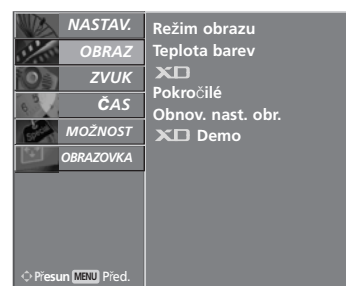 NASTAV.
OBRAZ
ZVUK
ČAS
MOŽNOST
OBRAZOVKA
Režim obrazu
Teplota barev
XD
Pokročilé
Obnov. nast. obr.
XD Demo
Přesun MENU Před.